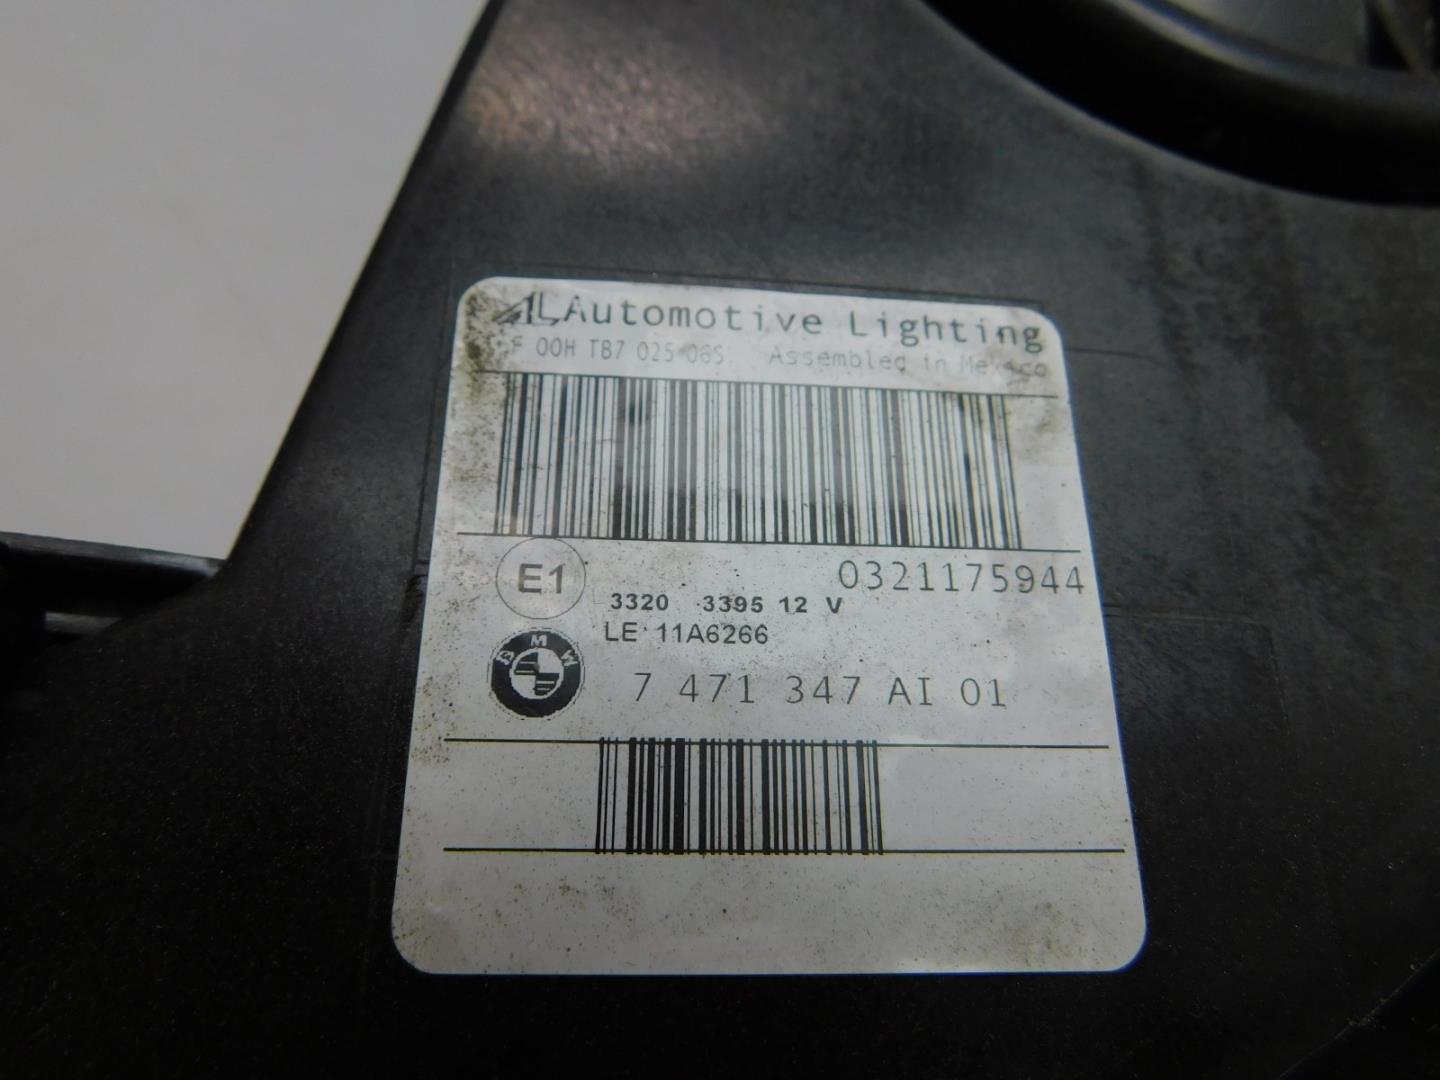 AL Automotive Lighting
F 00H TB7 025 06S Assembled in Mexico
E1
0321175944
3320 3395 12 V
LE 11A6266
BMW
7 471 347 AI 01